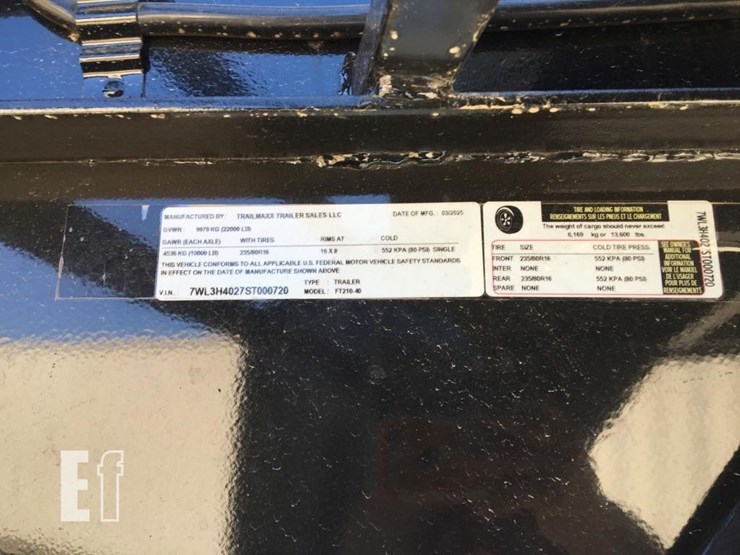 MANUFACTURED BY: TRAILMAXX TRAILER SALES LLC DATE OF MFG.: 03/2025
GVWR: 9979 KG (22000 LB)
GAWR (EACH AXLE) WITH TIRES RIMS AT COLD
4536 KG (10000 LB) 235/80R16 16 X 8 552 KPA (80 PSI) SINGLE
THIS VEHICLE CONFORMS TO ALL APPLICABLE U.S. FEDERAL MOTOR VEHICLE SAFETY STANDARDS
IN EFFECT ON THE DATE OF MANUFACTURE SHOWN ABOVE
TYPE: TRAILER
V.I.N.: 7WL3H4027ST000720 MODEL: FT210-40
TIRE AND LOADING INFORMATION
RENSEIGNEMENTS SUR LES PNEUS ET LE CHARGEMENT
The weight of cargo should never exceed
6,169 kg or 13,600 lbs.
TIRE SIZE COLD TIRE PRESS.
FRONT 235/80R16 552 KPA (80 PSI)
INTER NONE NONE
REAR 235/80R16 552 KPA (80 PSI)
SPARE NONE NONE
SEE OWNER'S
MANUAL FOR
ADDITIONAL
INFORMATION
VOIR LE MANUEL
DE L'USAGER
POUR PLUS DE
RENSEIGNEMENTS
7WL3H4027ST000720
Ef